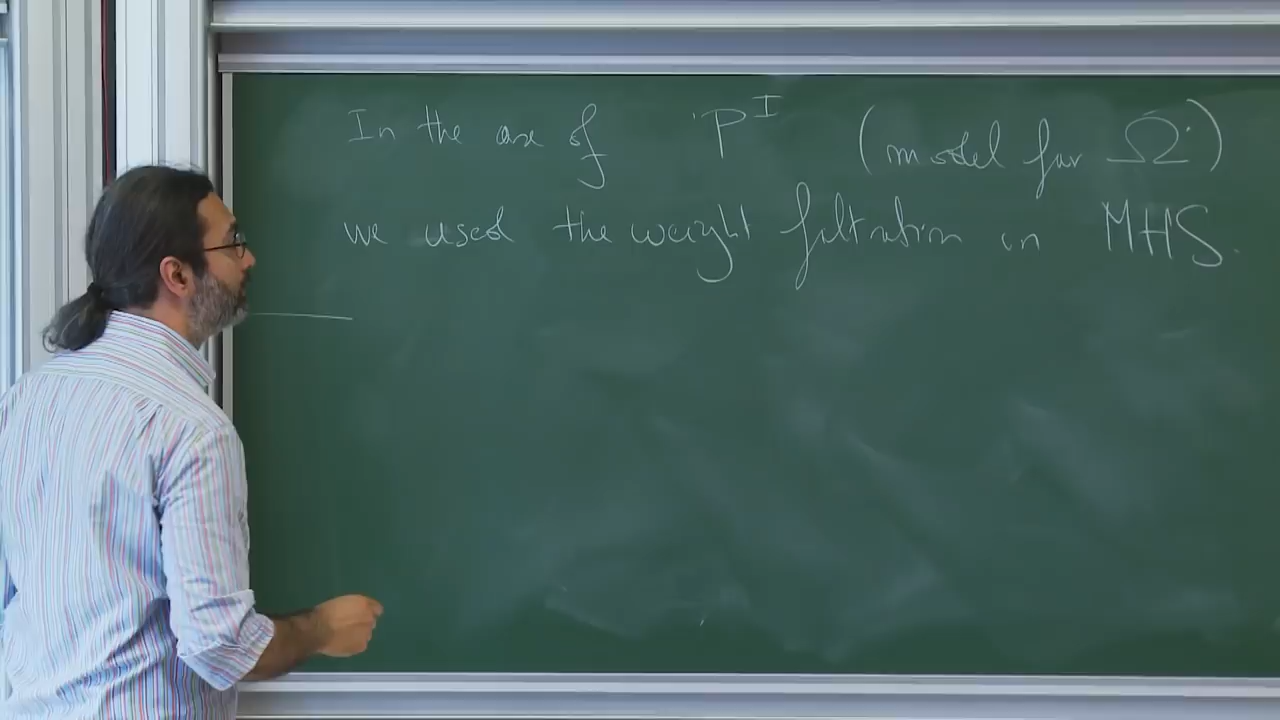 In the case of 'P^I (model for Ω˙)
we used the weight filtration in MHS.